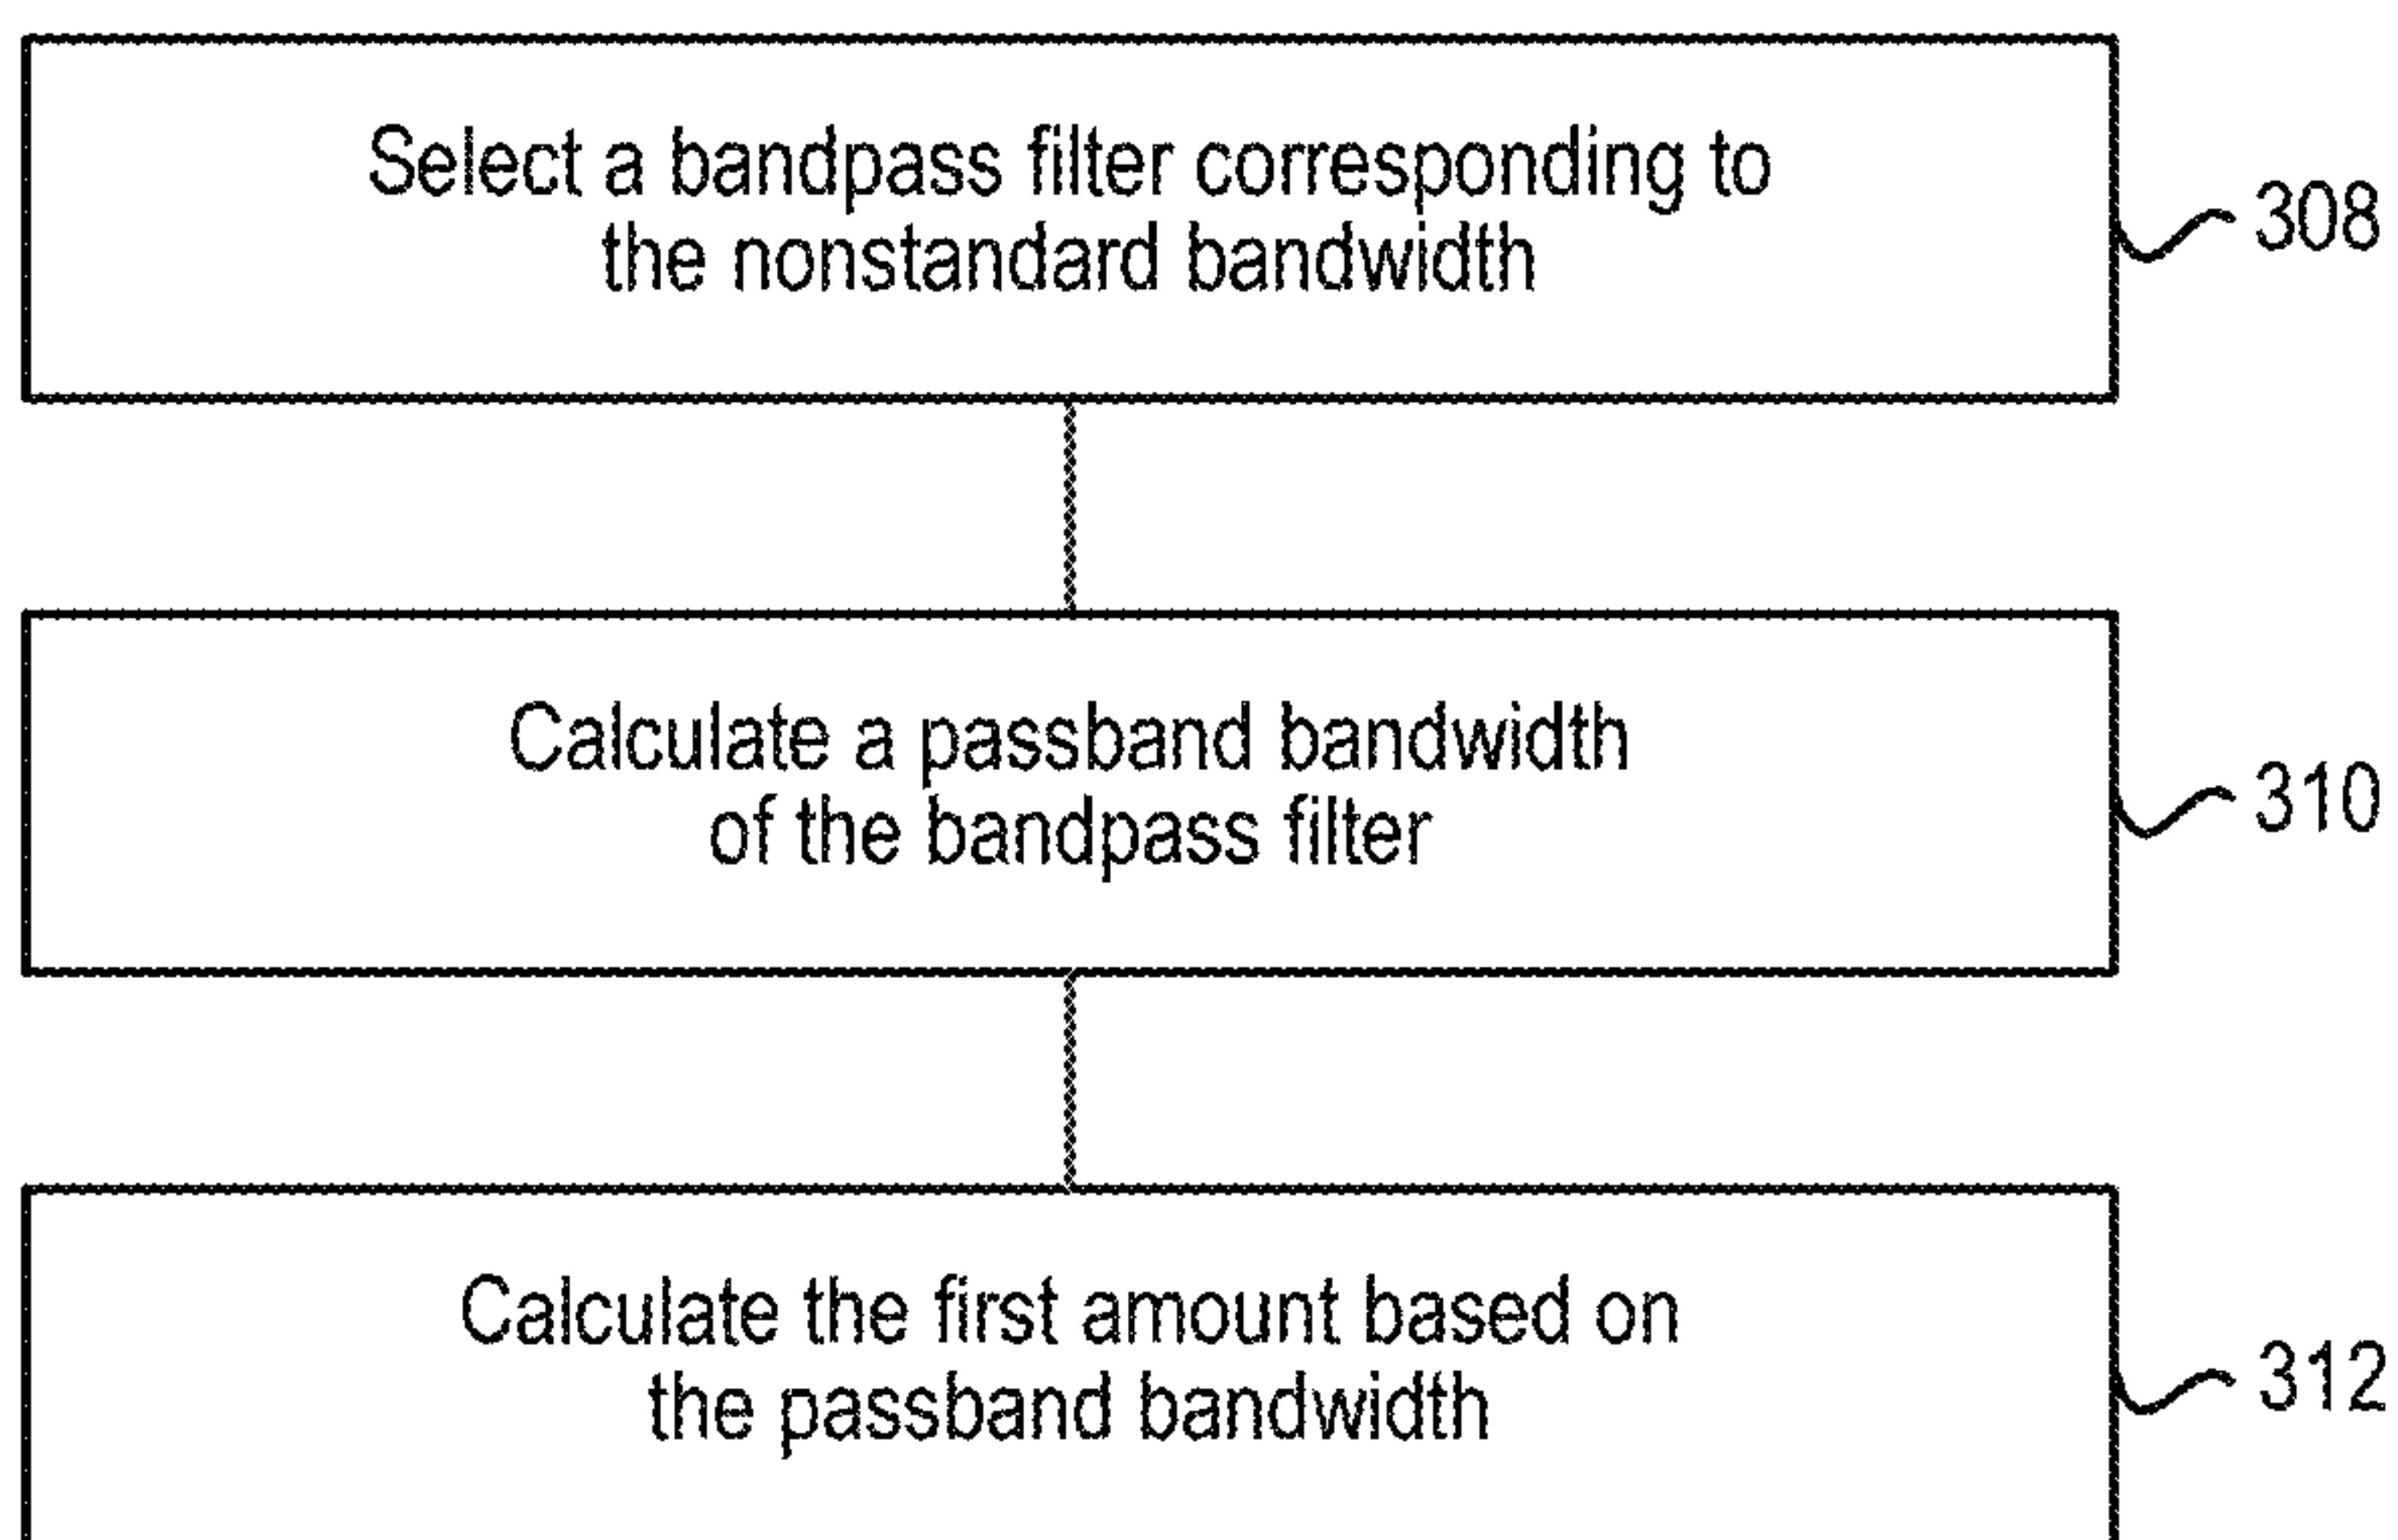 Select a bandpass filter corresponding to
the nonstandard bandwidth
308
Calculate a passband bandwidth
of the bandpass filter
310
Calculate the first amount based on
the passband bandwidth
312